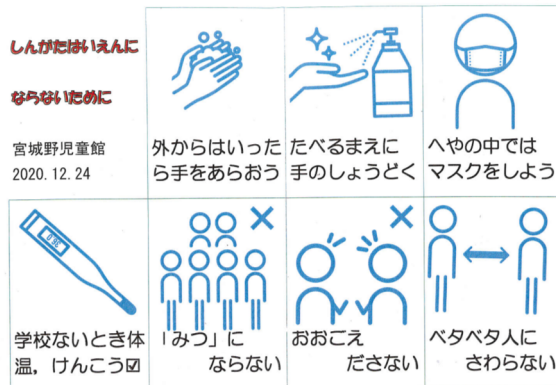 しんがたはいえんに
ならないために
宮城野児童館
2020.12.24
外からはいった
ら手をあらおう
たべるまえに
手のしょうどく
へやの中では
マスクをしよう
36.0
学校ないとき体
温，けんこう☑
「みつ」に
ならない
おおごえ
ださない
ベタベタ人に
さわらない